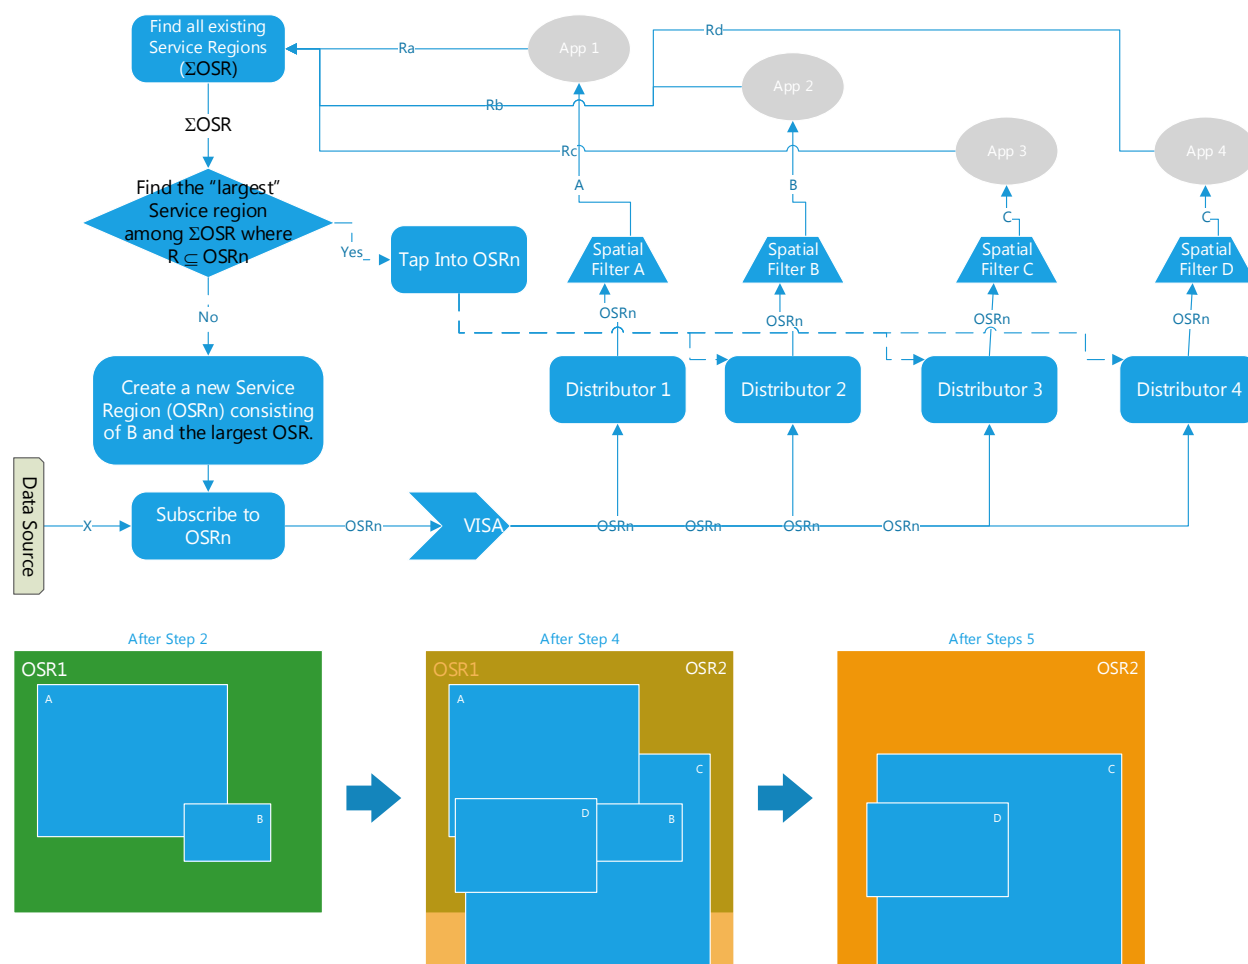 Find all existing
Service Regions
(ΣOSR)
Ra
App 1
Rd
App 2
Rb
ΣOSR
Rc
App 3
App 4
Find the “largest”
Service region
among ΣOSR where
R ⊆ OSRn
A
B
C
C
Yes
Tap Into OSRn
Spatial
Filter A
Spatial
Filter B
Spatial
Filter C
Spatial
Filter D
No
OSRn
OSRn
OSRn
OSRn
Create a new Service
Region (OSRn) consisting
of B and the largest OSR.
Distributor 1
Distributor 2
Distributor 3
Distributor 4
Data Source
X
Subscribe to
OSRn
OSRn
VISA
OSRn
OSRn
OSRn
OSRn
After Step 2
After Step 4
After Steps 5
OSR1
A
B
OSR1
OSR2
A
C
D
B
OSR2
C
D